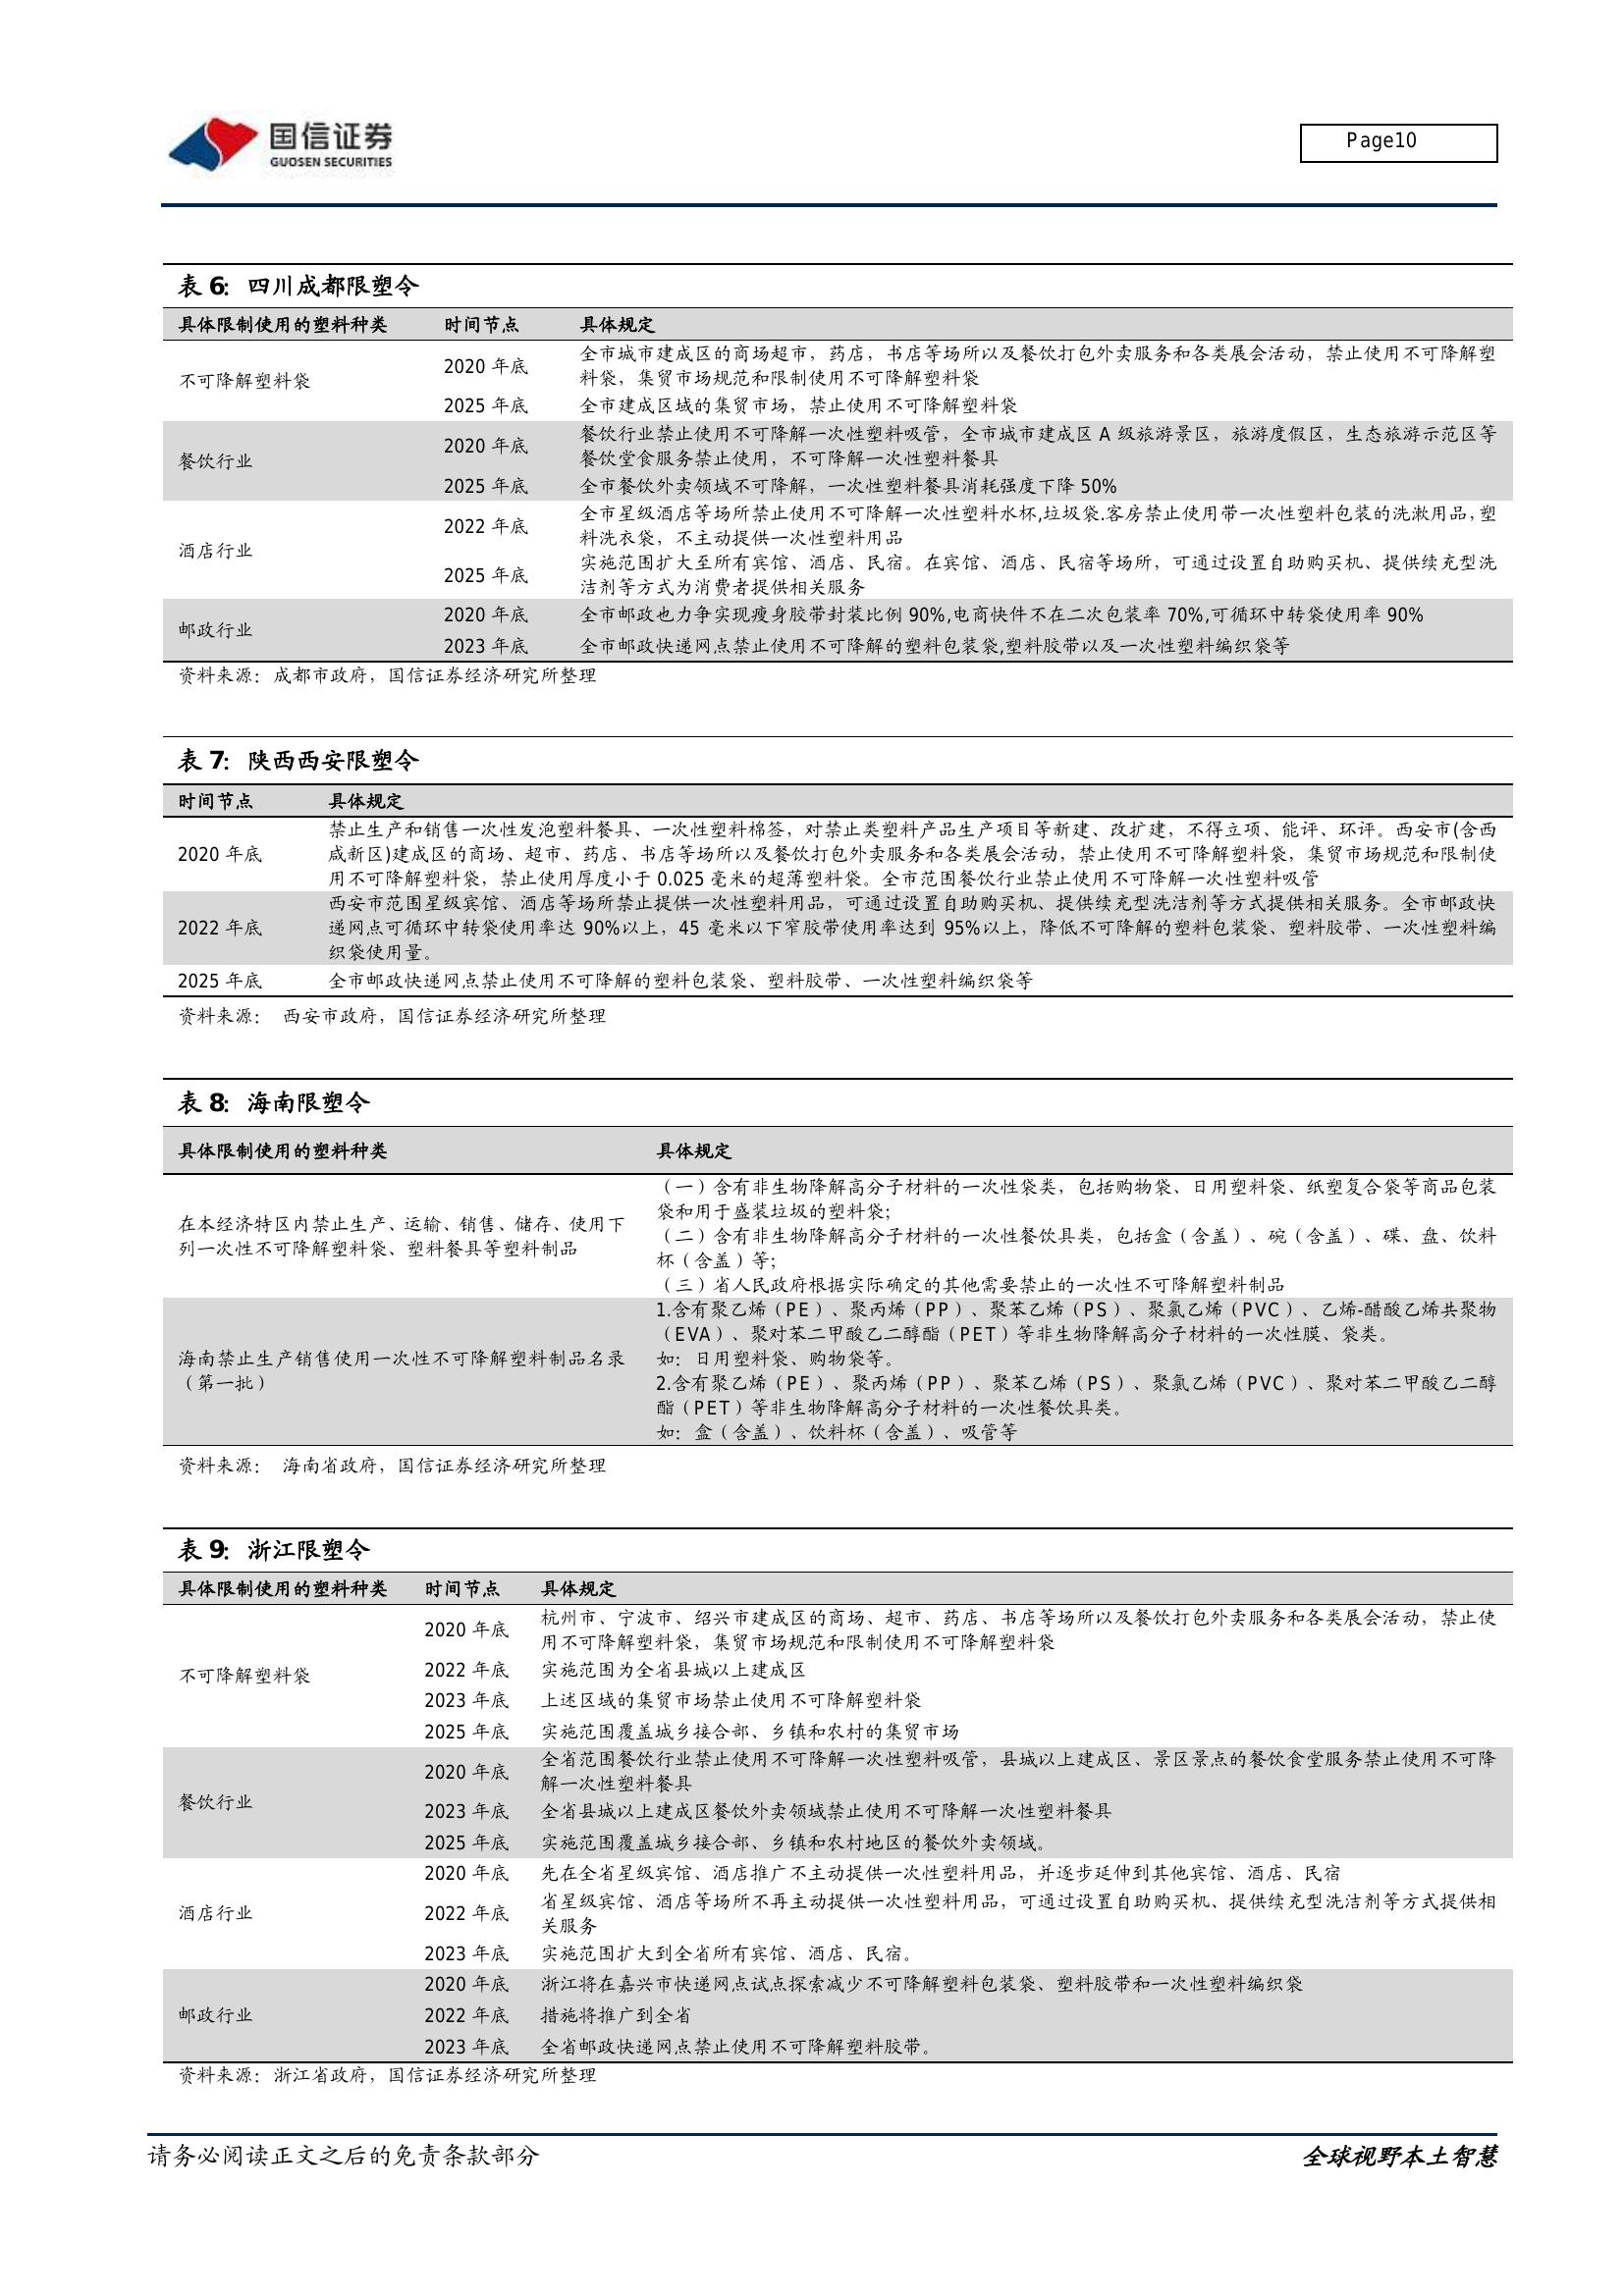 国信证券
GUOSEN SECURITIES
Page10
表 6: 四川成都限塑令
具体限制使用的塑料种类 时间节点 具体规定
不可降解塑料袋
2020 年底
全市城市建成区的商场超市，药店，书店等场所以及餐饮打包外卖服务和各类展会活动，禁止使用不可降解塑
料袋，集贸市场规范和限制使用不可降解塑料袋
2025 年底 全市建成区域的集贸市场，禁止使用不可降解塑料袋
餐饮行业
2020 年底
餐饮行业禁止使用不可降解一次性塑料吸管，全市城市建成区 A 级旅游景区，旅游度假区，生态旅游示范区等
餐饮堂食服务禁止使用，不可降解一次性塑料餐具
2025 年底 全市餐饮外卖领域不可降解，一次性塑料餐具消耗强度下降 50%
酒店行业
2022 年底
全市星级酒店等场所禁止使用不可降解一次性塑料水杯,垃圾袋.客房禁止使用带一次性塑料包装的洗漱用品,塑
料洗衣袋，不主动提供一次性塑料用品
2025 年底
实施范围扩大至所有宾馆、酒店、民宿。在宾馆、酒店、民宿等场所，可通过设置自助购买机、提供续充型洗
洁剂等方式为消费者提供相关服务
邮政行业
2020 年底 全市邮政也力争实现瘦身胶带封装比例 90%,电商快件不在二次包装率 70%,可循环中转袋使用率 90%
2023 年底 全市邮政快递网点禁止使用不可降解的塑料包装袋,塑料胶带以及一次性塑料编织袋等
资料来源：成都市政府，国信证券经济研究所整理
表 7: 陕西西安限塑令
时间节点 具体规定
2020 年底
禁止生产和销售一次性发泡塑料餐具、一次性塑料棉签，对禁止类塑料产品生产项目等新建、改扩建，不得立项、能评、环评。西安市(含西
咸新区)建成区的商场、超市、药店、书店等场所以及餐饮打包外卖服务和各类展会活动，禁止使用不可降解塑料袋，集贸市场规范和限制使
用不可降解塑料袋，禁止使用厚度小于 0.025 毫米的超薄塑料袋。全市范围餐饮行业禁止使用不可降解一次性塑料吸管
2022 年底
西安市范围星级宾馆、酒店等场所禁止提供一次性塑料用品，可通过设置自助购买机、提供续充型洗洁剂等方式提供相关服务。全市邮政快
递网点可循环中转袋使用率达 90%以上，45 毫米以下窄胶带使用率达到 95%以上，降低不可降解的塑料包装袋、塑料胶带、一次性塑料编
织袋使用量。
2025 年底 全市邮政快递网点禁止使用不可降解的塑料包装袋、塑料胶带、一次性塑料编织袋等
资料来源： 西安市政府，国信证券经济研究所整理
表 8: 海南限塑令
具体限制使用的塑料种类 具体规定
在本经济特区内禁止生产、运输、销售、储存、使用下
列一次性不可降解塑料袋、塑料餐具等塑料制品
（一）含有非生物降解高分子材料的一次性袋类，包括购物袋、日用塑料袋、纸塑复合袋等商品包装
袋和用于盛装垃圾的塑料袋；
（二）含有非生物降解高分子材料的一次性餐饮具类，包括盒（含盖）、碗（含盖）、碟、盘、饮料
杯（含盖）等；
（三）省人民政府根据实际确定的其他需要禁止的一次性不可降解塑料制品
海南禁止生产销售使用一次性不可降解塑料制品名录
（第一批）
1.含有聚乙烯（PE）、聚丙烯（PP）、聚苯乙烯（PS）、聚氯乙烯（PVC）、乙烯-醋酸乙烯共聚物
（EVA）、聚对苯二甲酸乙二醇酯（PET）等非生物降解高分子材料的一次性膜、袋类。
如：日用塑料袋、购物袋等。
2.含有聚乙烯（PE）、聚丙烯（PP）、聚苯乙烯（PS）、聚氯乙烯（PVC）、聚对苯二甲酸乙二醇
酯（PET）等非生物降解高分子材料的一次性餐饮具类。
如：盒（含盖）、饮料杯（含盖）、吸管等
资料来源： 海南省政府，国信证券经济研究所整理
表 9: 浙江限塑令
具体限制使用的塑料种类 时间节点 具体规定
不可降解塑料袋
2020 年底
杭州市、宁波市、绍兴市建成区的商场、超市、药店、书店等场所以及餐饮打包外卖服务和各类展会活动，禁止使
用不可降解塑料袋，集贸市场规范和限制使用不可降解塑料袋
2022 年底 实施范围为全省县城以上建成区
2023 年底 上述区域的集贸市场禁止使用不可降解塑料袋
2025 年底 实施范围覆盖城乡接合部、乡镇和农村的集贸市场
餐饮行业
2020 年底
全省范围餐饮行业禁止使用不可降解一次性塑料吸管，县城以上建成区、景区景点的餐饮食堂服务禁止使用不可降
解一次性塑料餐具
2023 年底 全省县城以上建成区餐饮外卖领域禁止使用不可降解一次性塑料餐具
2025 年底 实施范围覆盖城乡接合部、乡镇和农村地区的餐饮外卖领域。
酒店行业
2020 年底 先在全省星级宾馆、酒店推广不主动提供一次性塑料用品，并逐步延伸到其他宾馆、酒店、民宿
2022 年底
省星级宾馆、酒店等场所不再主动提供一次性塑料用品，可通过设置自助购买机、提供续充型洗洁剂等方式提供相
关服务
2023 年底 实施范围扩大到全省所有宾馆、酒店、民宿。
邮政行业
2020 年底 浙江将在嘉兴市快递网点试点探索减少不可降解塑料包装袋、塑料胶带和一次性塑料编织袋
2022 年底 措施将推广到全省
2023 年底 全省邮政快递网点禁止使用不可降解塑料胶带。
资料来源：浙江省政府，国信证券经济研究所整理
请务必阅读正文之后的免责条款部分
全球视野本土智慧